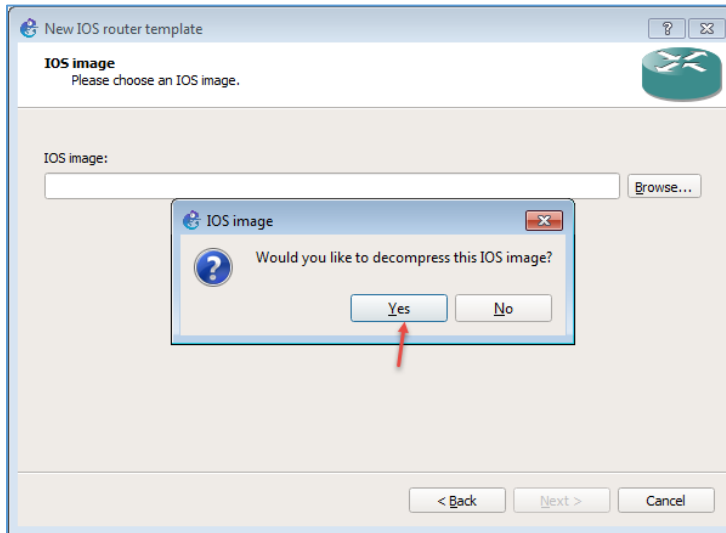 New IOS router template
IOS image
Please choose an IOS image.
IOS image:
Browse...
IOS image
Would you like to decompress this IOS image?
Yes No
< Back Next > Cancel